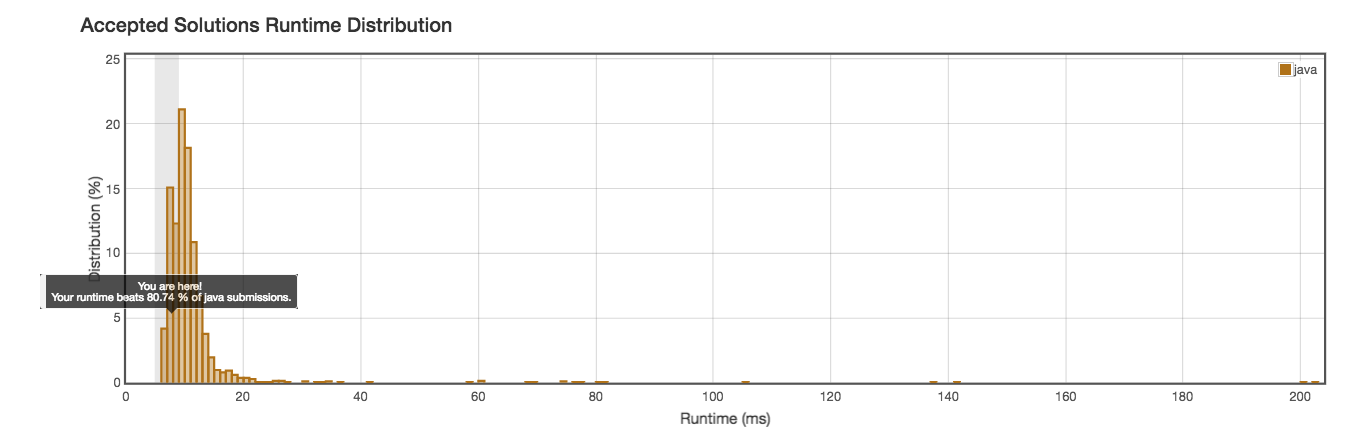 Accepted Solutions Runtime Distribution
java
25
20
15
10
5
0
Distribution (%)
You are here!
Your runtime beats 80.74 % of java submissions.
0 20 40 60 80 100 120 140 160 180 200
Runtime (ms)